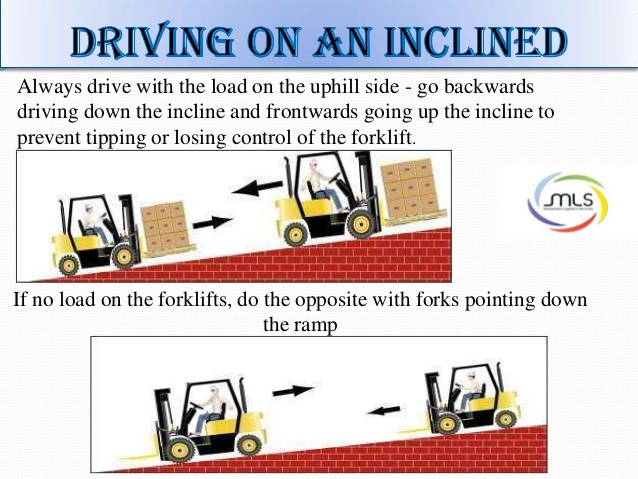 DRIVING ON AN INCLINED
Always drive with the load on the uphill side - go backwards
driving down the incline and frontwards going up the incline to
prevent tipping or losing control of the forklift.
MLS
If no load on the forklifts, do the opposite with forks pointing down
the ramp